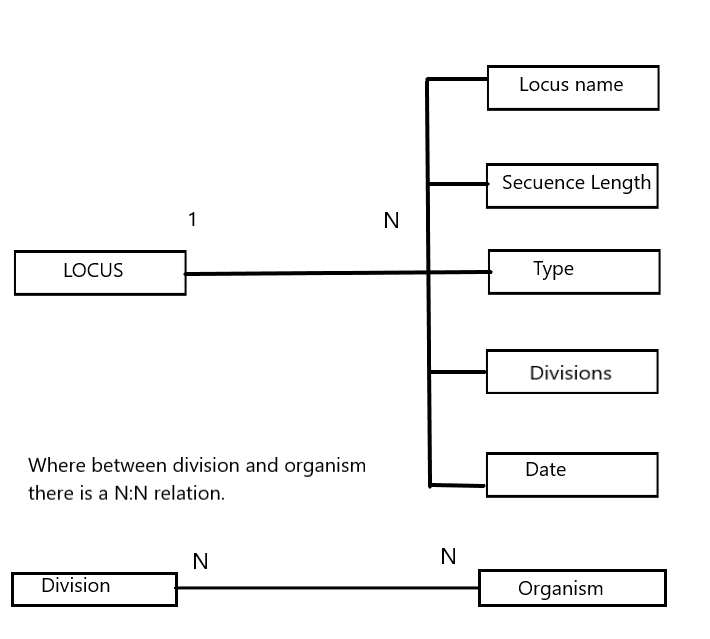 Locus name
Secuence Length
1
N
LOCUS
Type
Divisions
Where between division and organism
there is a N:N relation.
Date
N
N
Division
Organism